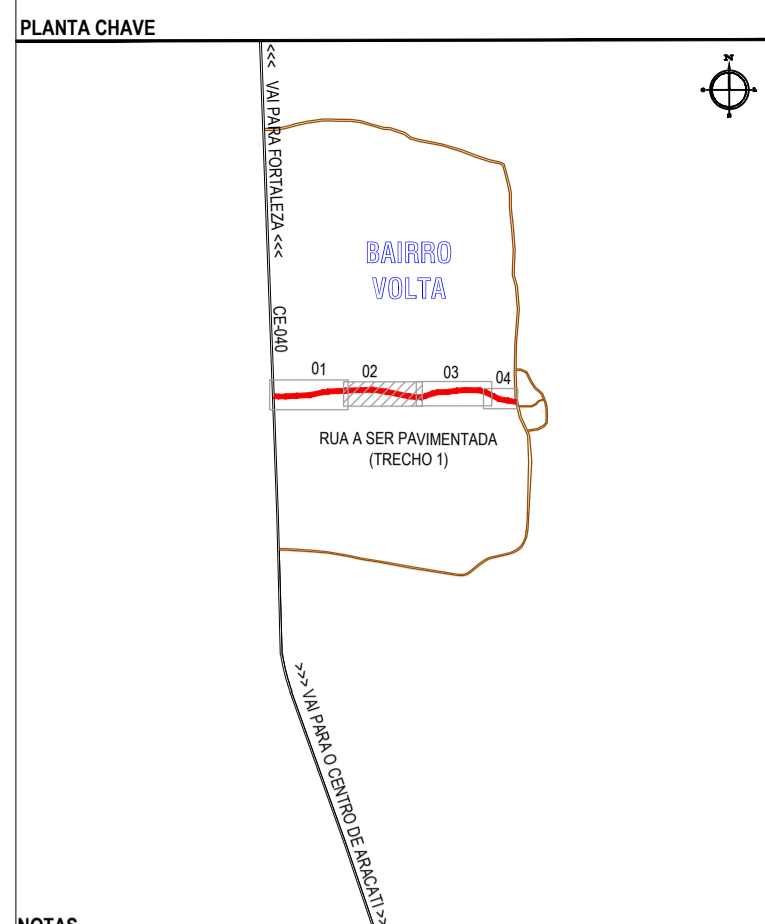 PLANTA CHAVE
N
<<< VAI PARA FORTALEZA <<<
BAIRRO
VOLTA
CE-040
01
02
03
04
RUA A SER PAVIMENTADA
(TRECHO 1)
>>> VAI PARA O CENTRO DE ARACATI >>
NOTAS